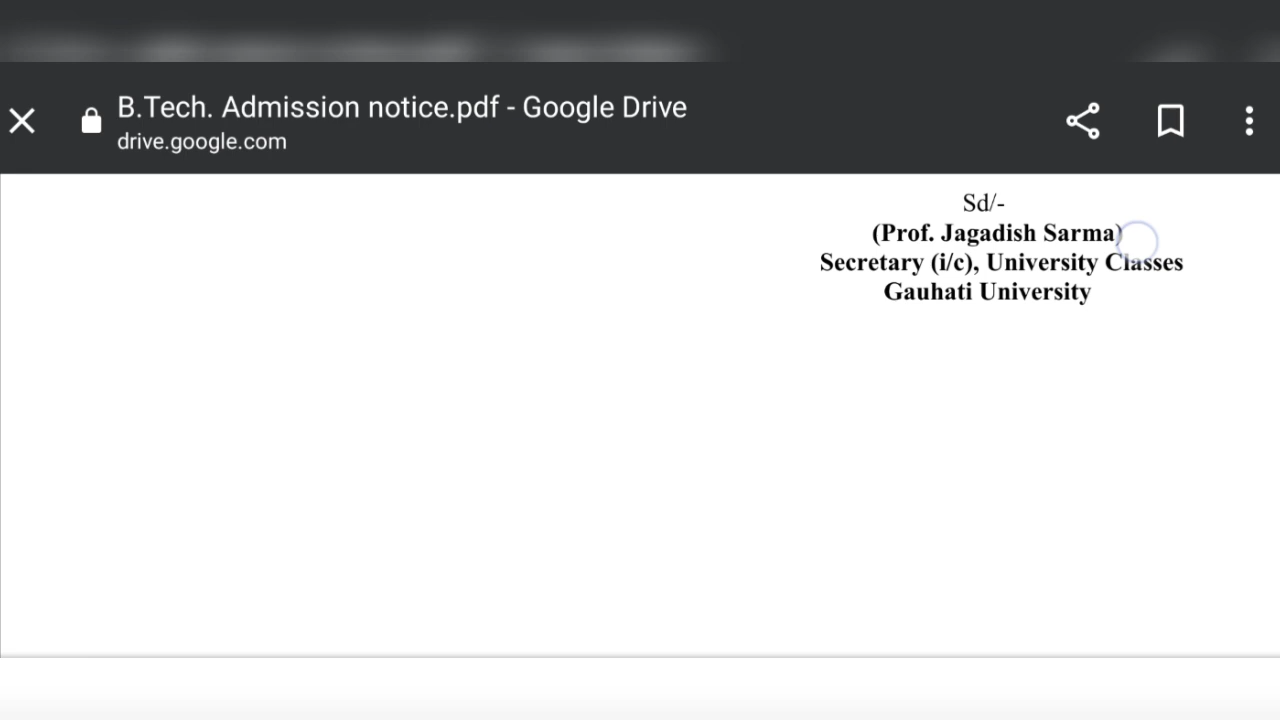 B.Tech. Admission notice.pdf - Google Drive
drive.google.com
Sd/-
(Prof. Jagadish Sarma)
Secretary (i/c), University Classes
Gauhati University